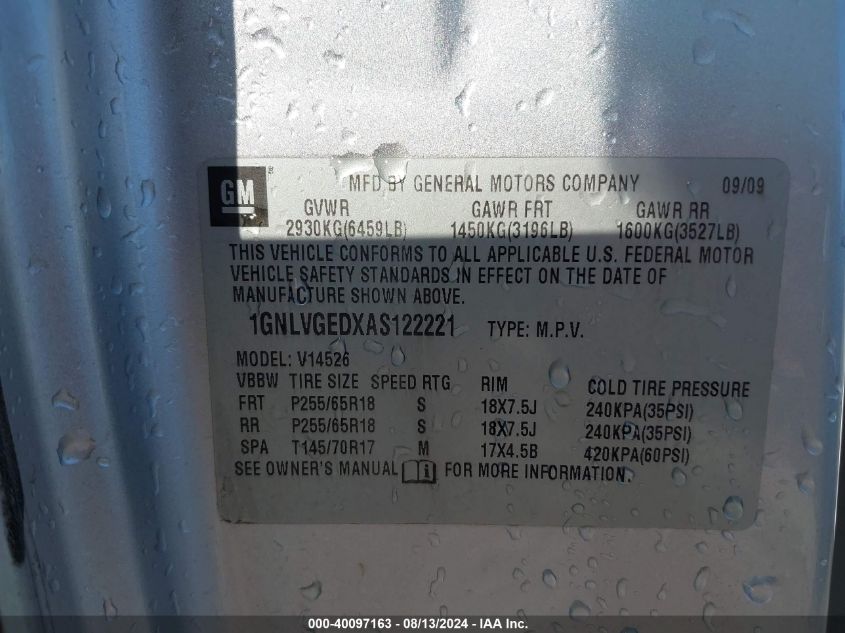 GM ® MFD BY GENERAL MOTORS COMPANY 09/09
GVWR GAWR FRT GAWR RR
2930KG(6459LB) 1450KG(3196LB) 1600KG(3527LB)
THIS VEHICLE CONFORMS TO ALL APPLICABLE U.S. FEDERAL MOTOR
VEHICLE SAFETY STANDARDS IN EFFECT ON THE DATE OF
MANUFACTURE SHOWN ABOVE.
1GNLVGEDXAS122221 TYPE: M.P.V.
MODEL: V14526
VBBW TIRE SIZE SPEED RTG RIM COLD TIRE PRESSURE
FRT P255/65R18 S 18X7.5J 240KPA(35PSI)
RR P255/65R18 S 18X7.5J 240KPA(35PSI)
SPA T145/70R17 M 17X4.5B 420KPA(60PSI)
SEE OWNER'S MANUAL FOR MORE INFORMATION.
000-40097163 - 08/13/2024 - IAA Inc.